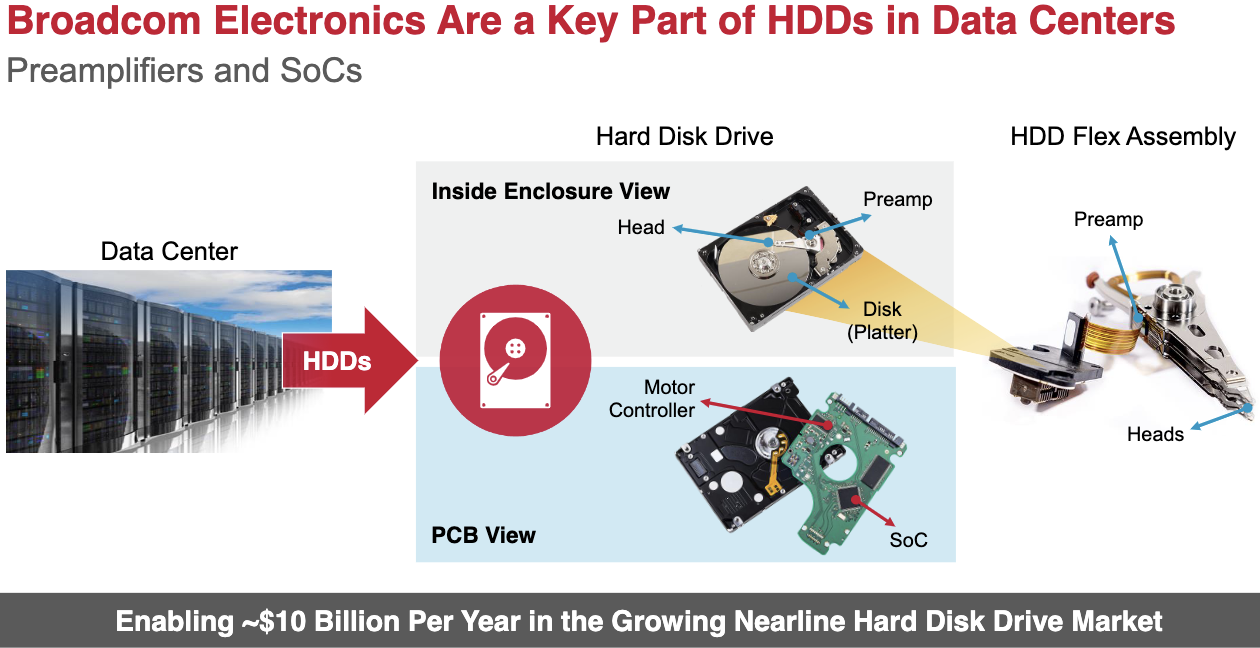 Broadcom Electronics Are a Key Part of HDDs in Data Centers
Preamplifiers and SoCs
Data Center
HDDs
Hard Disk Drive
Inside Enclosure View
Head
Preamp
Disk
(Platter)
Motor
Controller
SoC
PCB View
HDD Flex Assembly
Preamp
Heads
Enabling ~$10 Billion Per Year in the Growing Nearline Hard Disk Drive Market